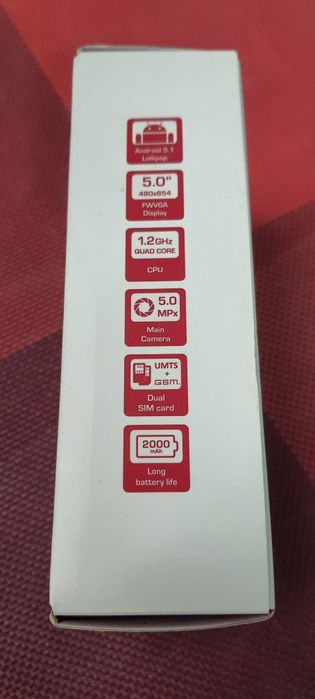 Android 5.1
Lollipop
5.0"
480x854
FWVGA
Display
1.2GHz
QUAD CORE
CPU
5.0
MPx
Main
Camera
UMTS
+
GSM.
Dual
SIM card
2000
mAh
Long
battery life